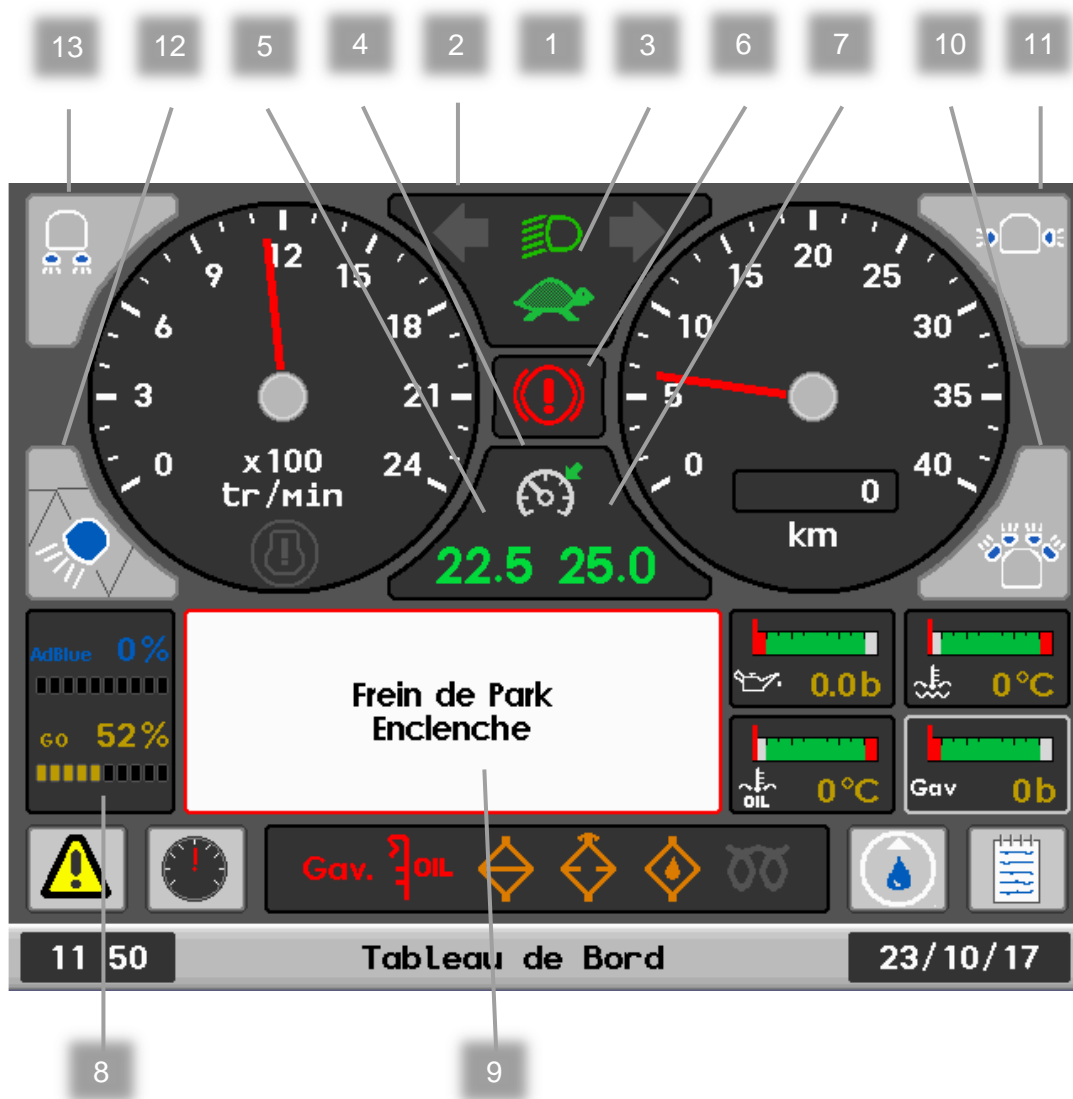 13 12 5 4 2 1 3 6 7 10 11
0 3 6 9 12 15 18 21 24
x100
tr/min
0 5 10 15 20 25 30 35 40
0
km
22.5 25.0
AdBlue 0%
GO 52%
Frein de Park
Enclenche
0.0b
0°C
OIL 0°C
Gav 0b
Gav. OIL
11 50 Tableau de Bord 23/10/17
8 9